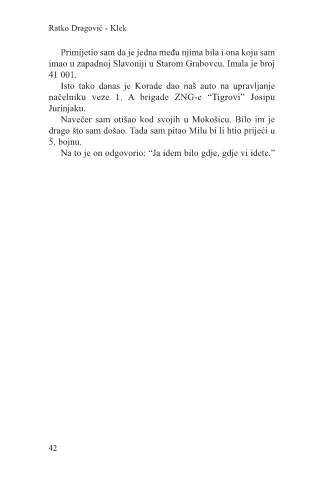 Ratko Dragović - Klek
Primijetio sam da je jedna među njima bila i ona koju sam
imao u zapadnoj Slavoniji u Starom Grabovcu. Imala je broj
41 001.
Isto tako danas je Korade dao naš auto na upravljanje
načelniku veze 1. A brigade ZNG-e “Tigrovi” Josipu
Jurinjaku.
Navečer sam otišao kod svojih u Mokošicu. Bilo im je
drago što sam došao. Tada sam pitao Milu bi li htio prijeći u
5. bojnu.
Na to je on odgovorio: “Ja idem bilo gdje, gdje vi idete.”
42